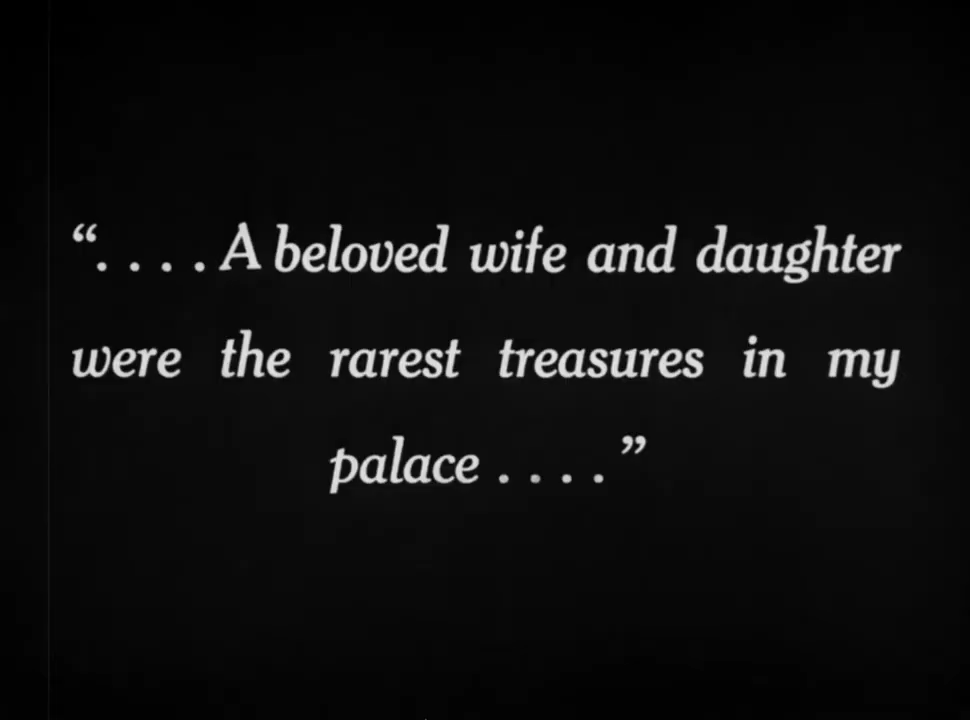 “. . . . A beloved wife and daughter
were the rarest treasures in my
palace . . . .”